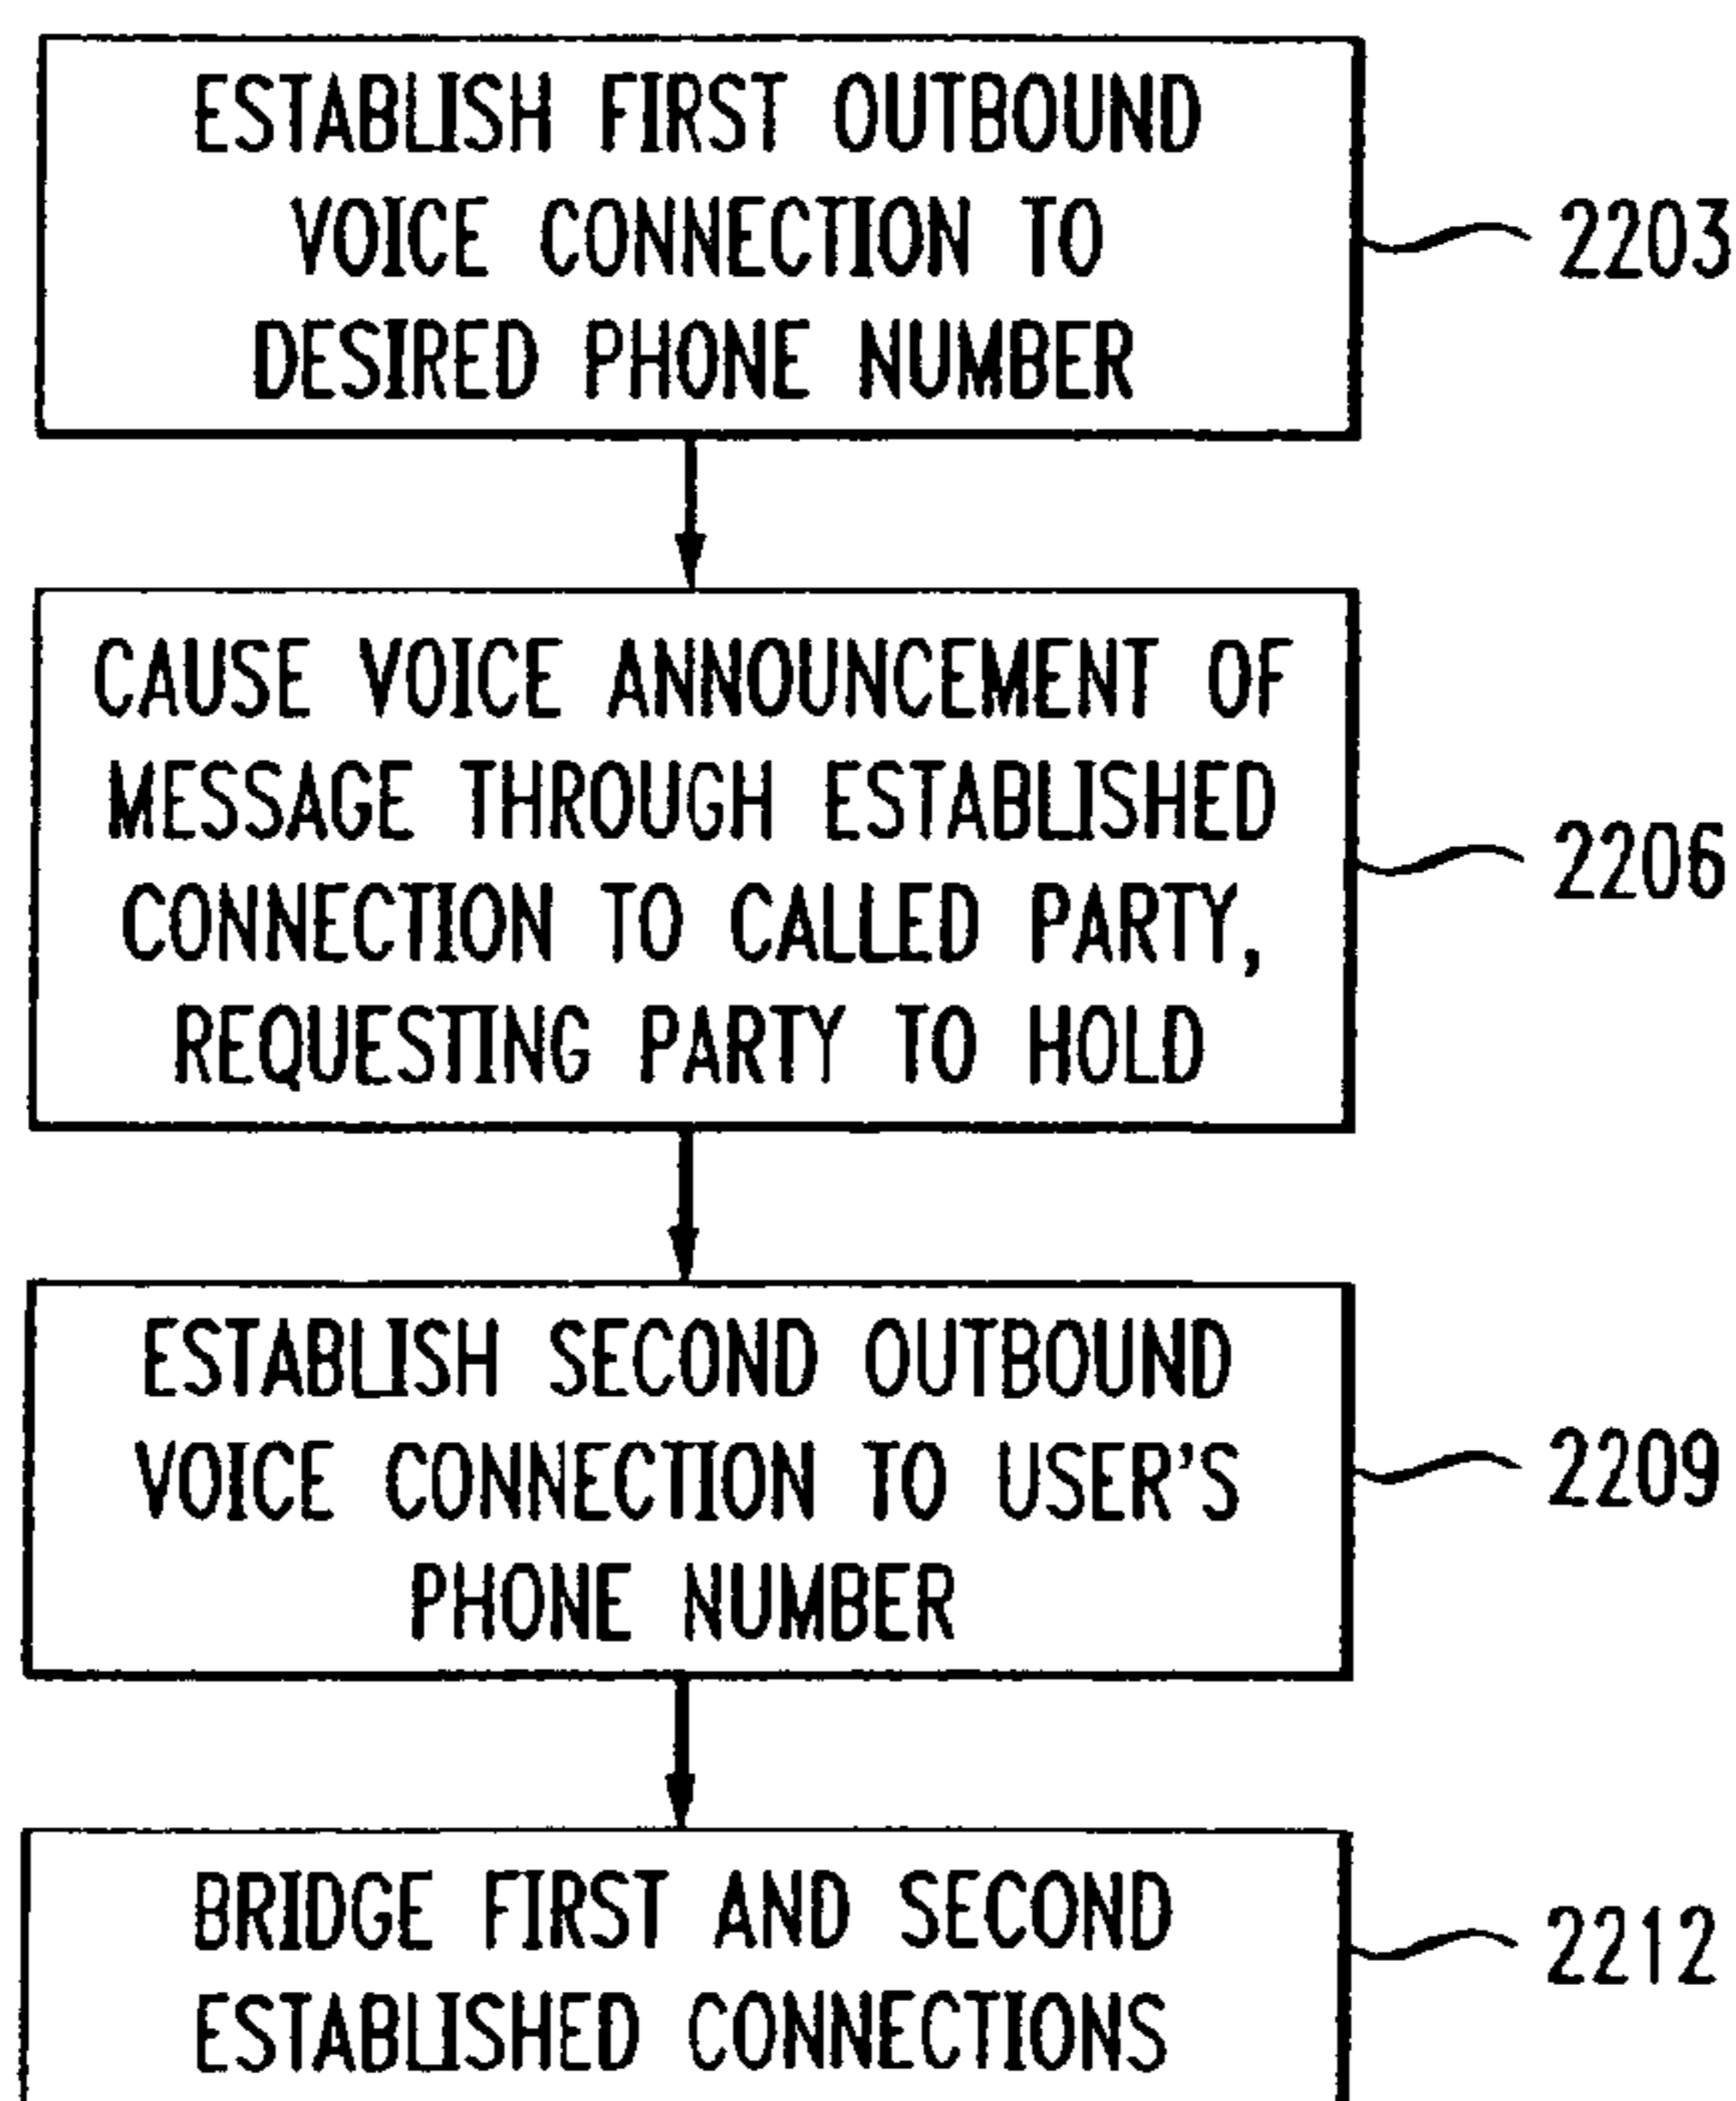 ESTABLISH FIRST OUTBOUND
VOICE CONNECTION TO
DESIRED PHONE NUMBER
2203
CAUSE VOICE ANNOUNCEMENT OF
MESSAGE THROUGH ESTABLISHED
CONNECTION TO CALLED PARTY,
REQUESTING PARTY TO HOLD
2206
ESTABLISH SECOND OUTBOUND
VOICE CONNECTION TO USER'S
PHONE NUMBER
2209
BRIDGE FIRST AND SECOND
ESTABLISHED CONNECTIONS
2212